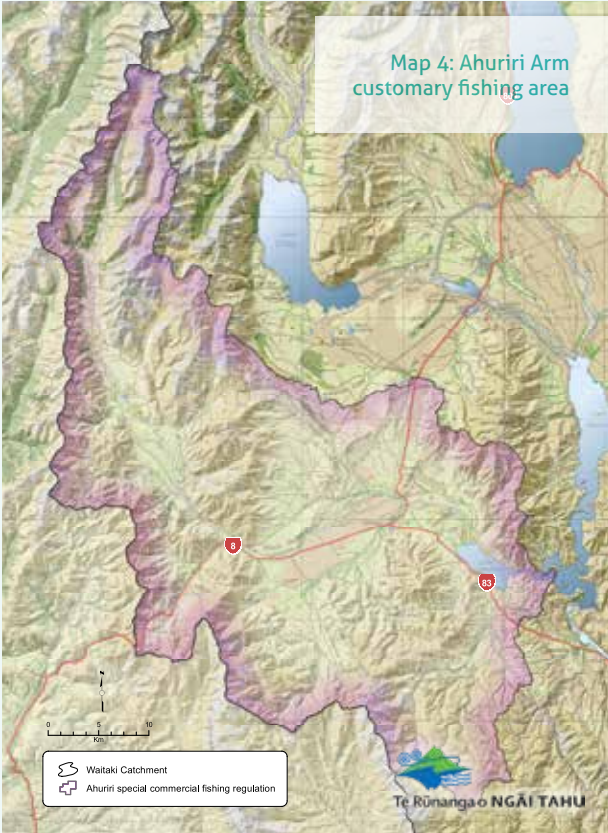 Map 4: Ahuriri Arm
customary fishing area
8
83
N
0 5 10
Km
Waitaki Catchment
Ahuriri special commercial fishing regulation
Te Rūnanga o NGĀI TAHU